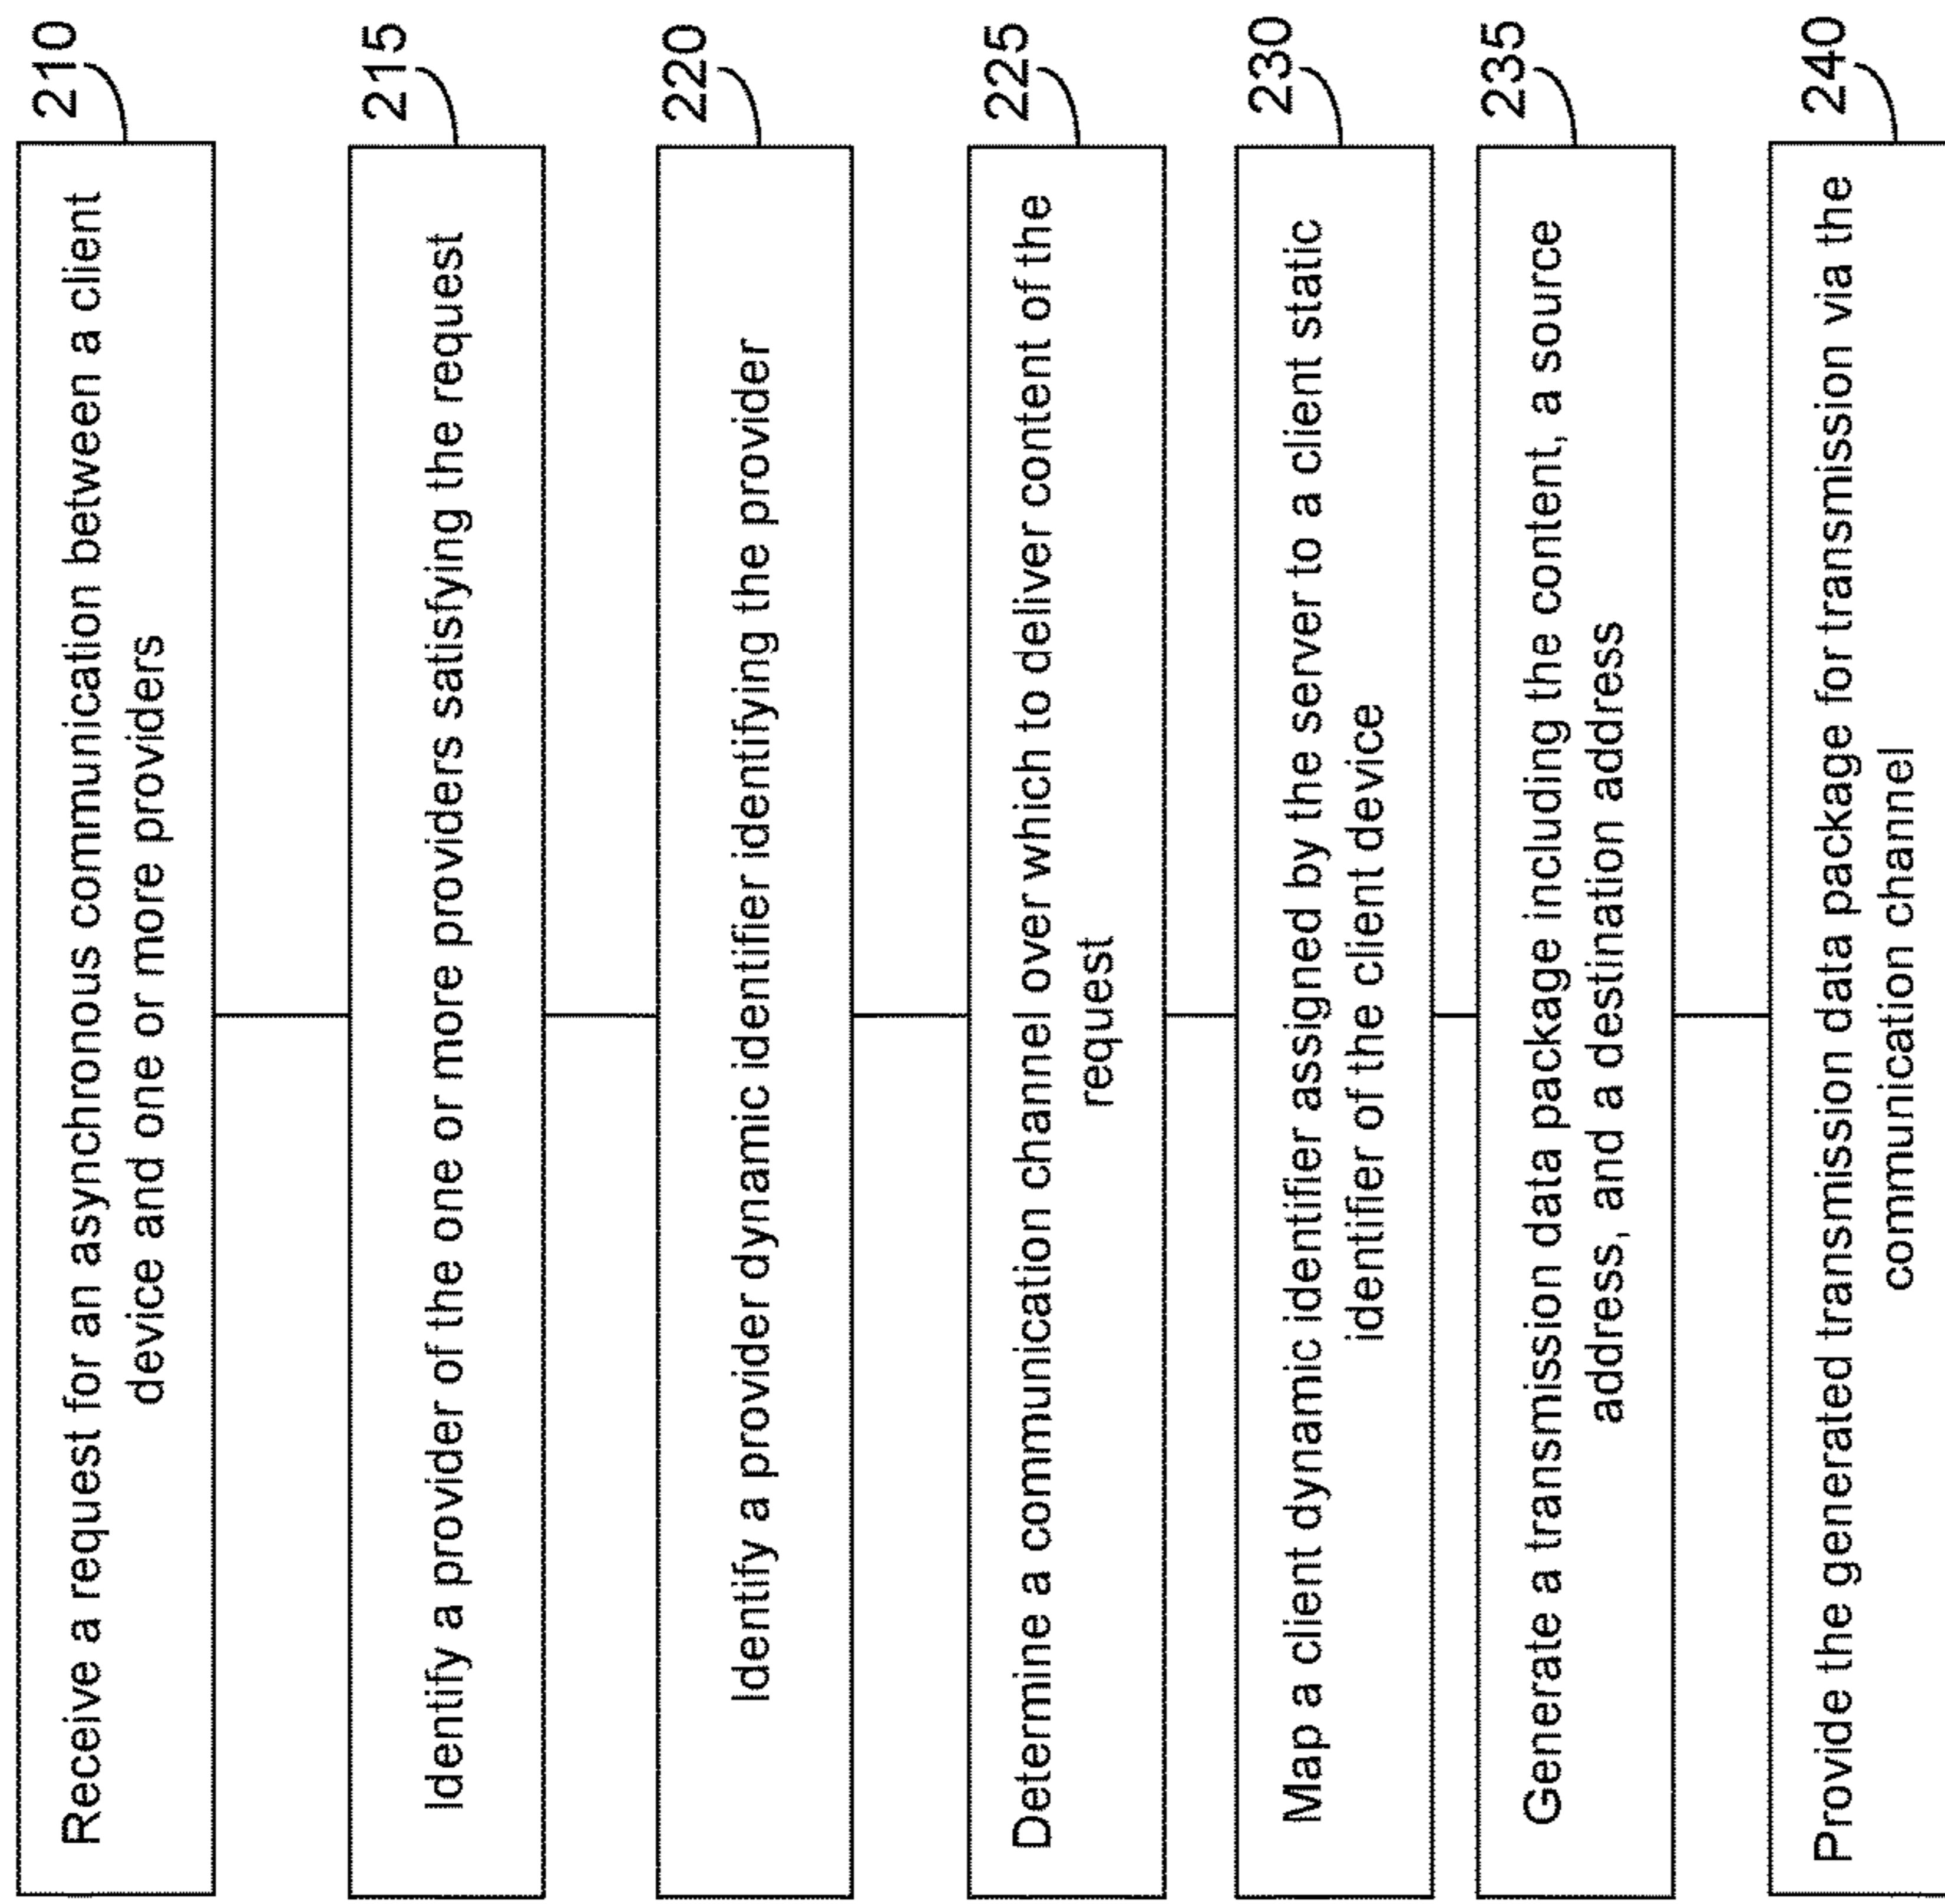 210
Receive a request for an asynchronous communication between a client
device and one or more providers
215
Identify a provider of the one or more providers satisfying the request
220
Identify a provider dynamic identifier identifying the provider
225
Determine a communication channel over which to deliver content of the
request
230
Map a client dynamic identifier assigned by the server to a client static
identifier of the client device
235
Generate a transmission data package including the content, a source
address, and a destination address
240
Provide the generated transmission data package for transmission via the
communication channel